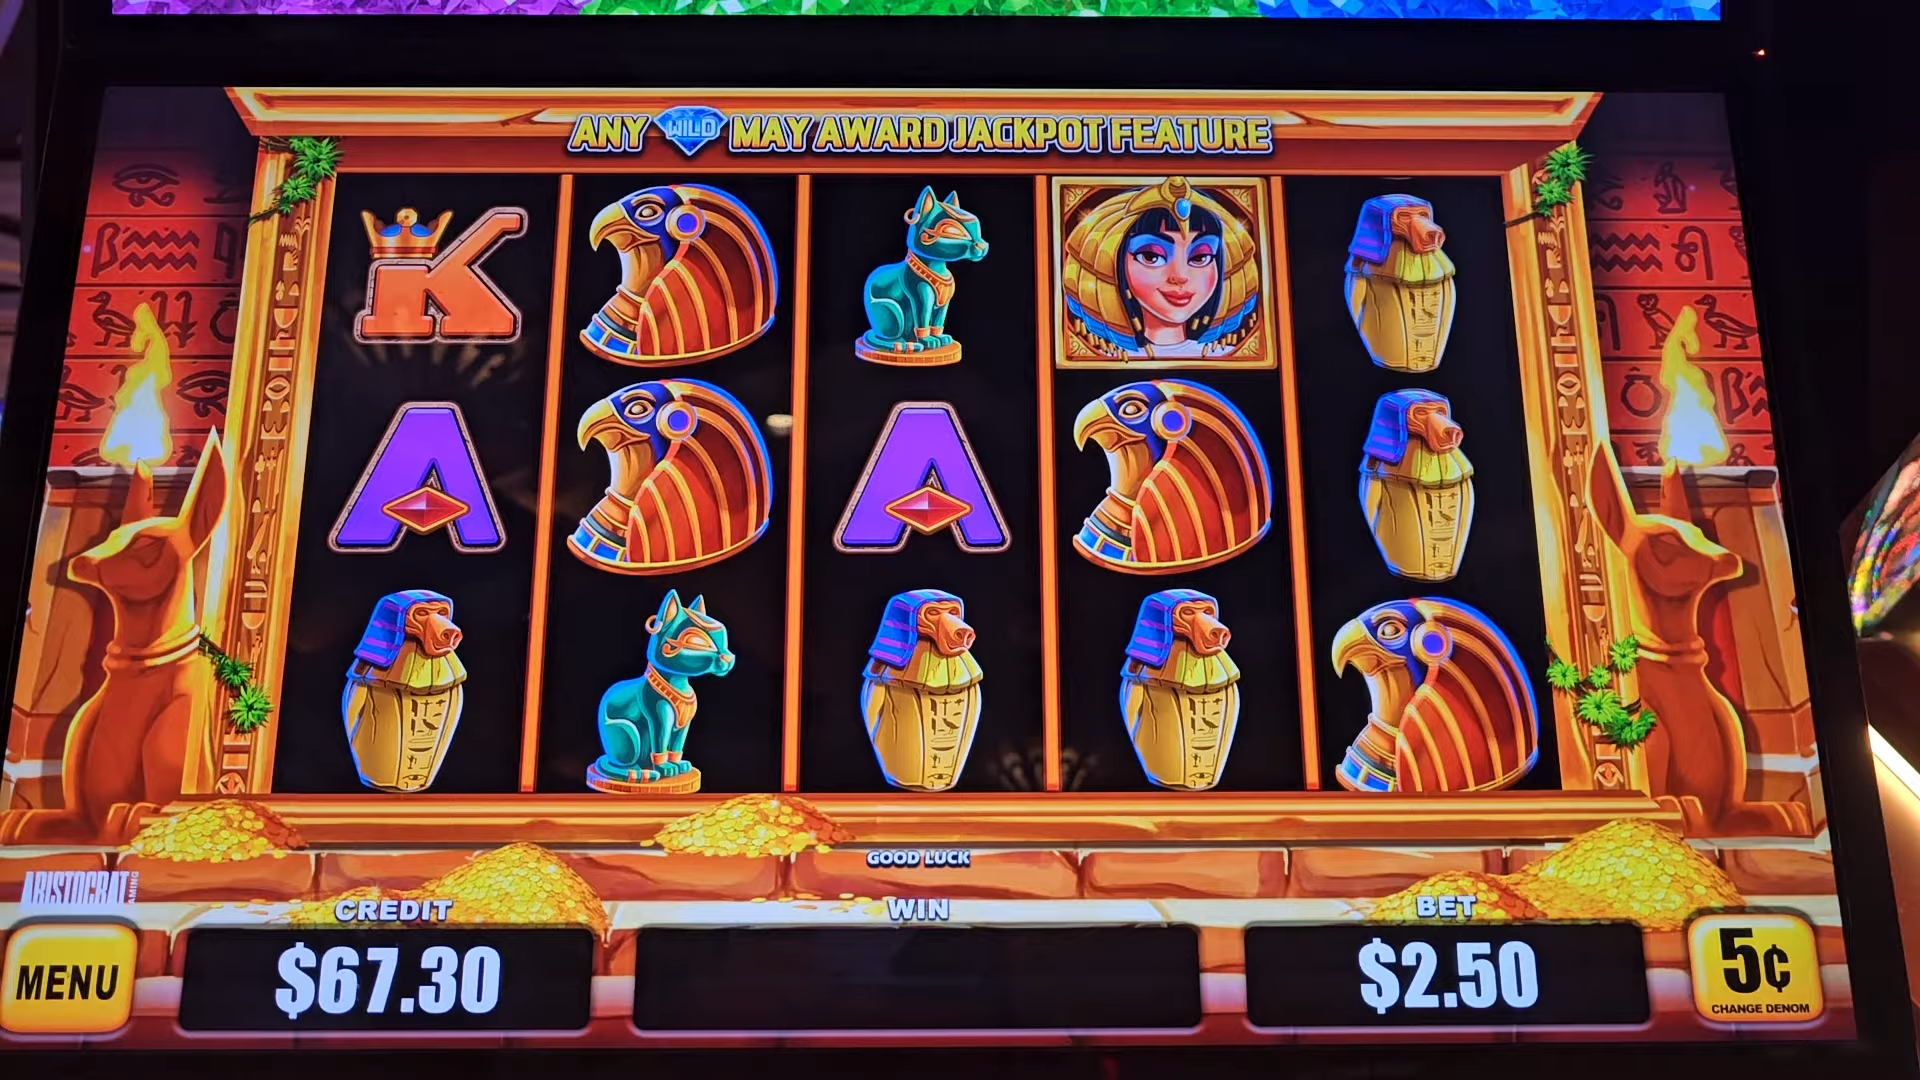 ANY WILD MAY AWARD JACKPOT FEATURE
K
A A
GOOD LUCK
ARISTOCRAT GAMING
CREDIT WIN BET
MENU $67.30 $2.50 5¢
CHANGE DENOM